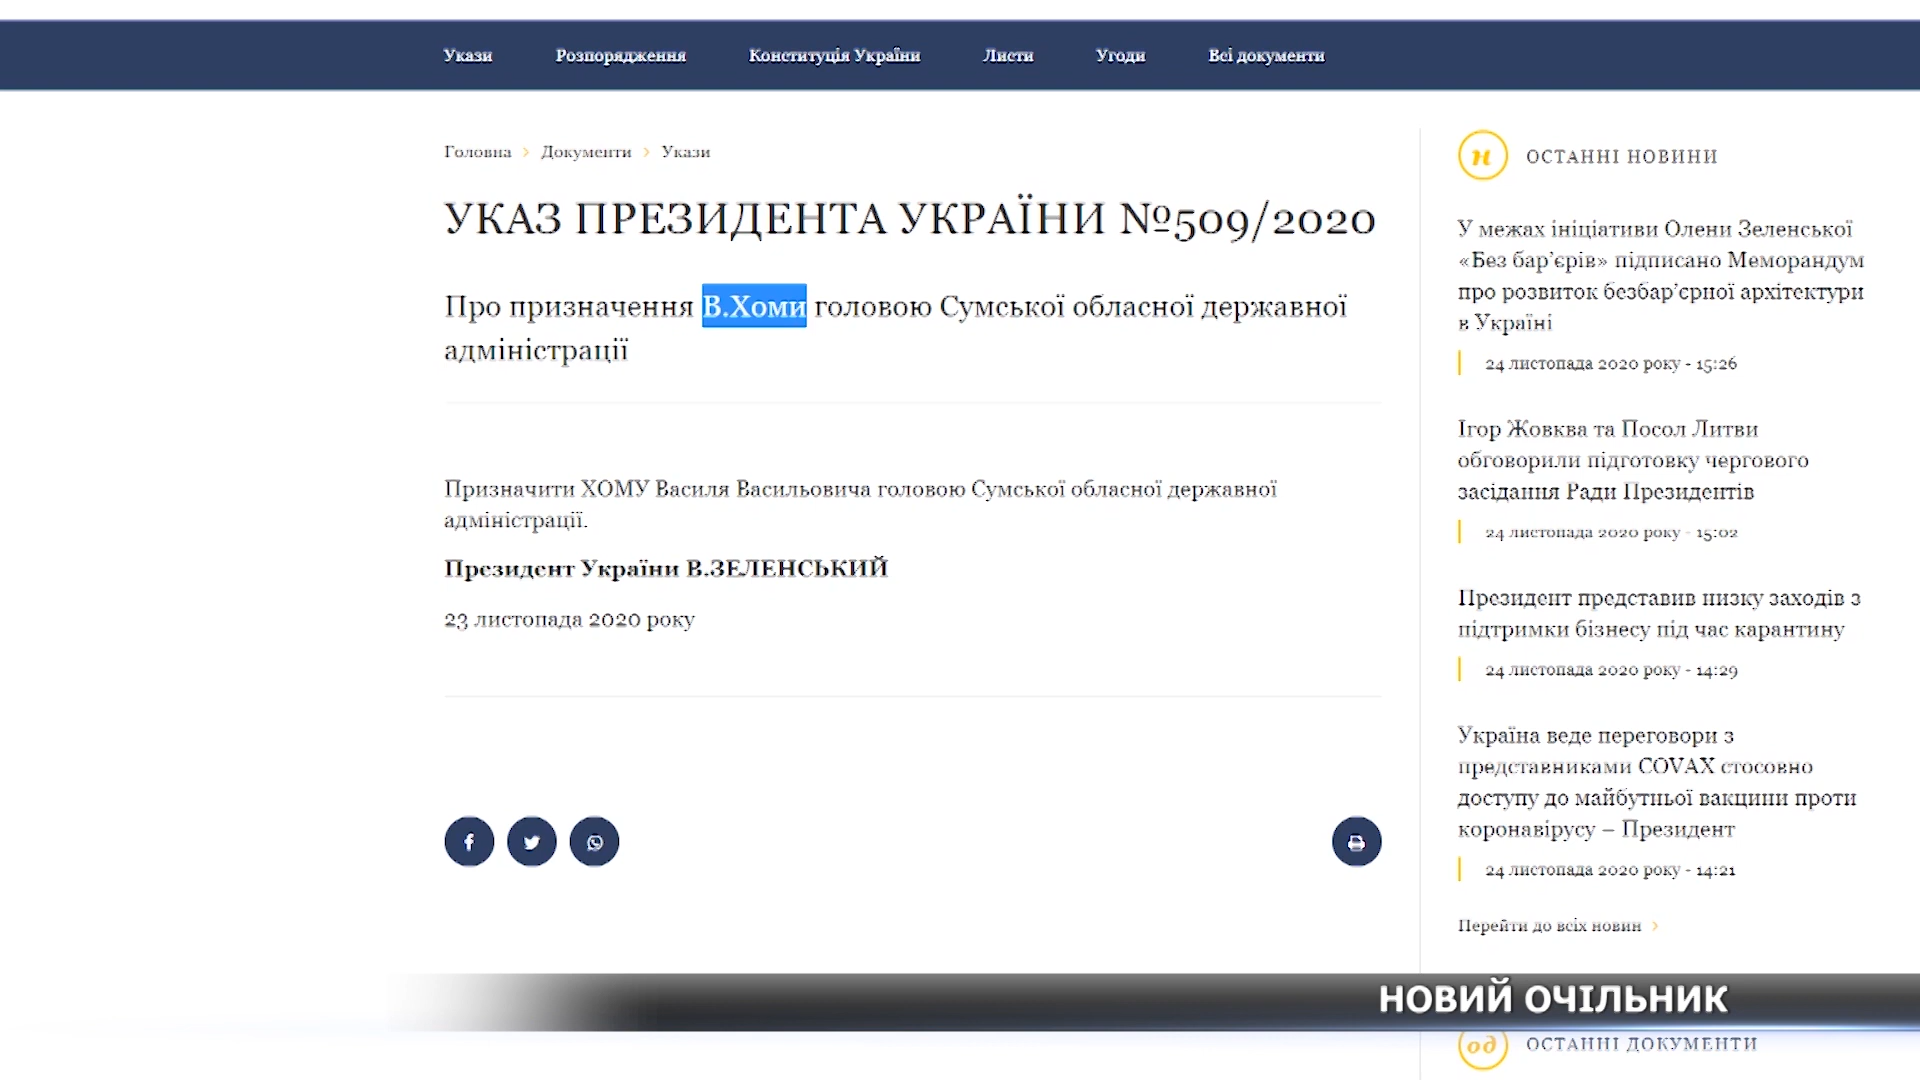 Укази Розпорядження Конституція України Листи Угоди Всі документи
Головна > Документи > Укази
УКАЗ ПРЕЗИДЕНТА УКРАЇНИ №509/2020
Про призначення В.Хоми головою Сумської обласної державної
адміністрації
Призначити ХОМУ Василя Васильовича головою Сумської обласної державної
адміністрації.
Президент України В.ЗЕЛЕНСЬКИЙ
23 листопада 2020 року
н ОСТАННІ НОВИНИ
У межах ініціативи Олени Зеленської
«Без бар’єрів» підписано Меморандум
про розвиток безбар’єрної архітектури
в Україні
24 листопада 2020 року - 15:26
Ігор Жовква та Посол Литви
обговорили підготовку чергового
засідання Ради Президентів
24 листопада 2020 року - 15:02
Президент представив низку заходів з
підтримки бізнесу під час карантину
24 листопада 2020 року - 14:29
Україна веде переговори з
представниками COVAX стосовно
доступу до майбутньої вакцини проти
коронавірусу – Президент
24 листопада 2020 року - 14:21
Перейти до всіх новин >
НОВИЙ ОЧІЛЬНИК
од ОСТАННІ ДОКУМЕНТИ